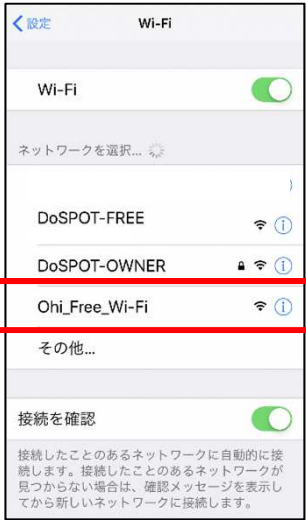 設定
Wi-Fi
Wi-Fi
ネットワークを選択...
DoSPOT-FREE
DoSPOT-OWNER
Ohi_Free_Wi-Fi
その他...
接続を確認
接続したことのあるネットワークに自動的に接
続します。接続したことのあるネットワークが
見つからない場合は、確認メッセージを表示し
てから新しいネットワークに接続します。